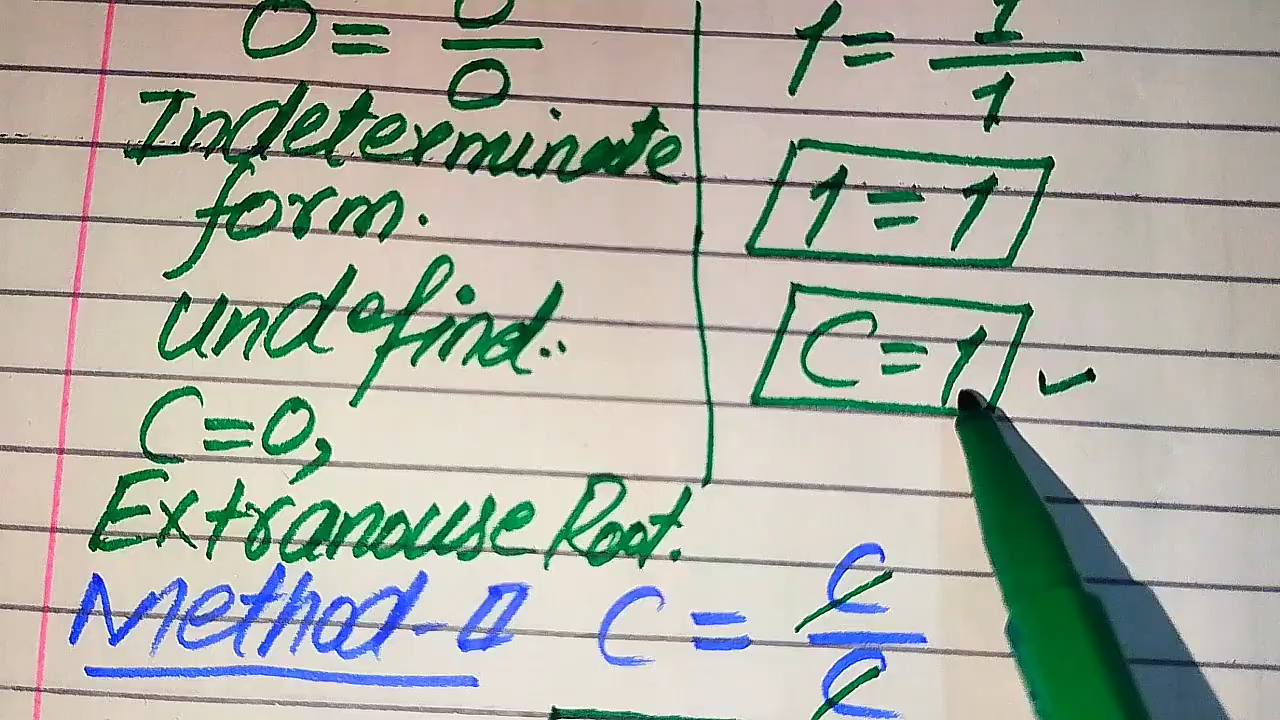 0 = 0/0
Indeterminate
form.
undefind..
C=0,
Extranouse Root.
1 = 1/1
1 = 1
C = 1 ✓
Method-II C = C/C